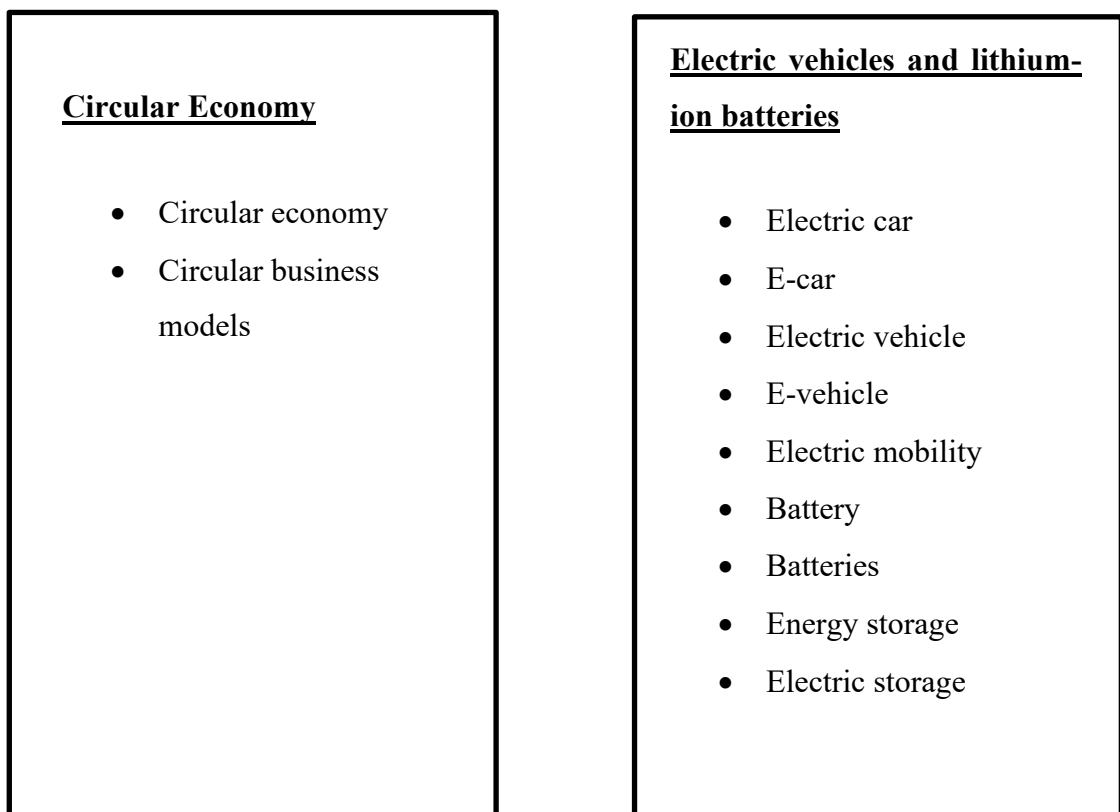 Circular Economy
• Circular economy
• Circular business
models
Electric vehicles and lithium-
ion batteries
• Electric car
• E-car
• Electric vehicle
• E-vehicle
• Electric mobility
• Battery
• Batteries
• Energy storage
• Electric storage